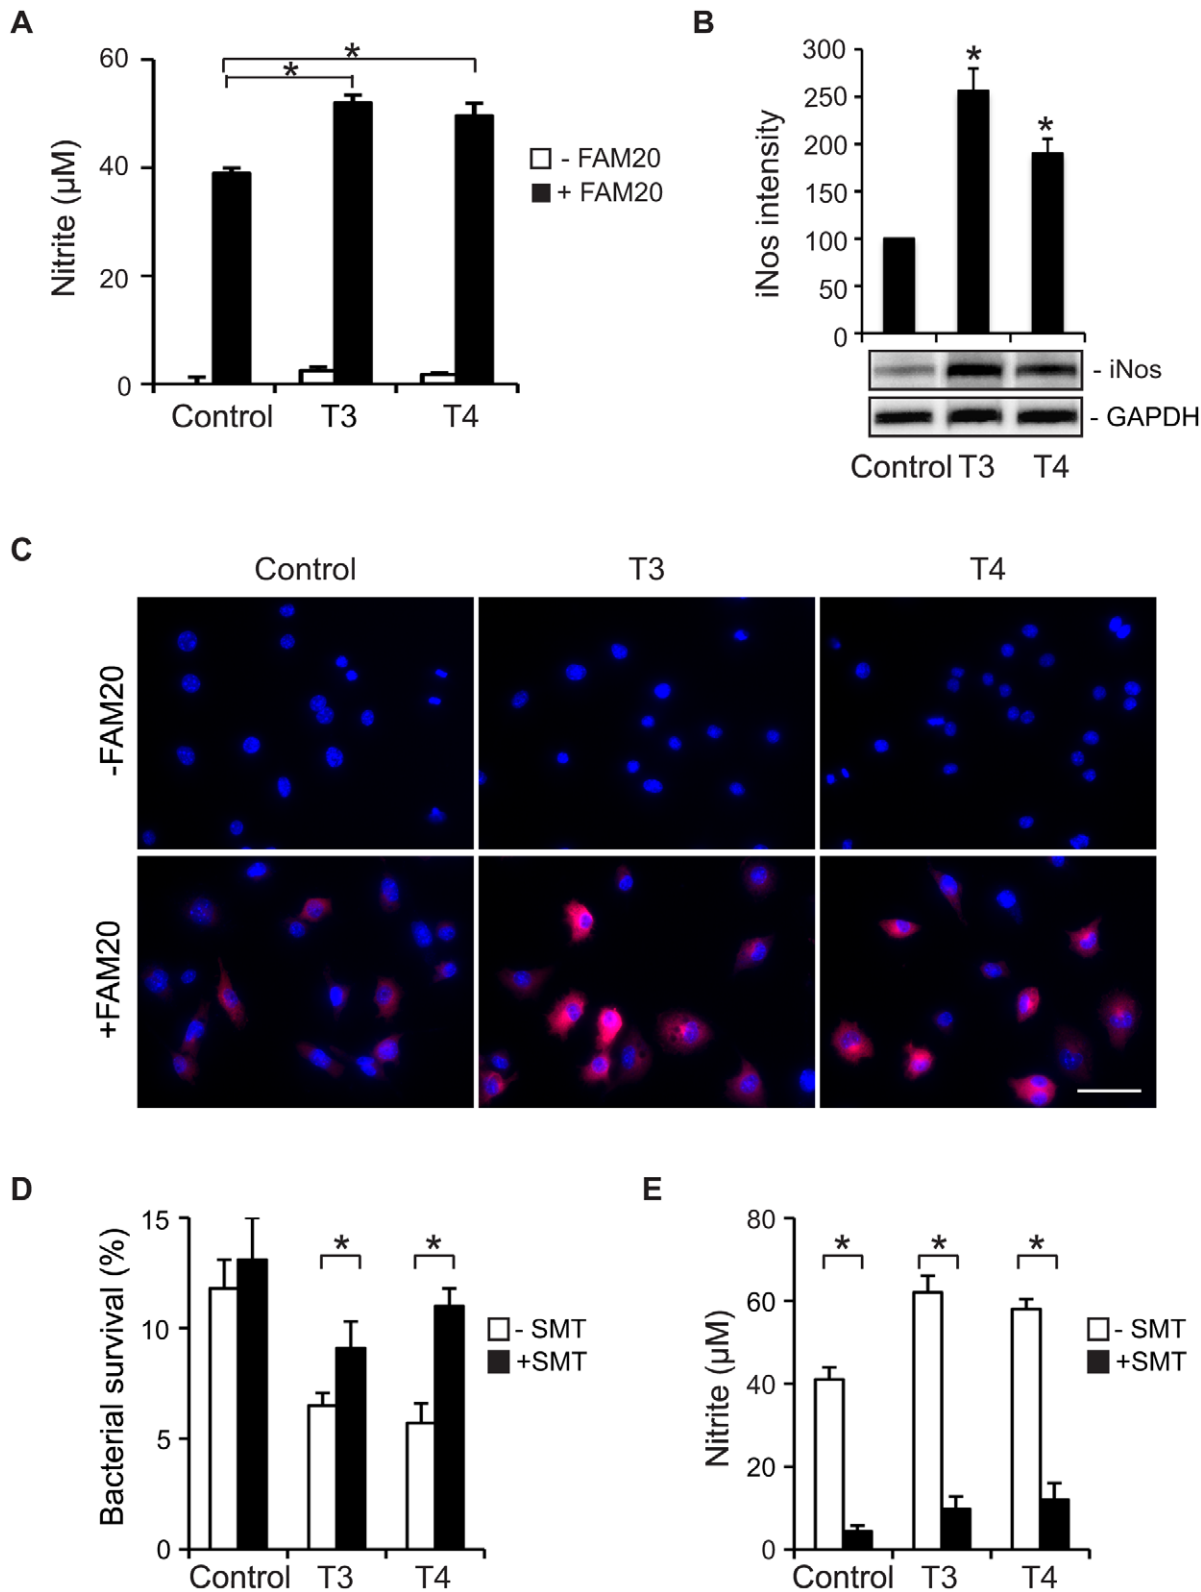 A
60
40
20
0
Nitrite (µM)
*
*
- FAM20
+ FAM20
Control T3 T4
B
300
250
200
150
100
50
0
iNos intensity
*
*
- iNos
- GAPDH
Control T3 T4
C
Control T3 T4
-FAM20
+FAM20
D
15
10
5
0
Bacterial survival (%)
* *
- SMT
+SMT
Control T3 T4
E
80
60
40
20
0
Nitrite (µM)
* * *
- SMT
+SMT
Control T3 T4